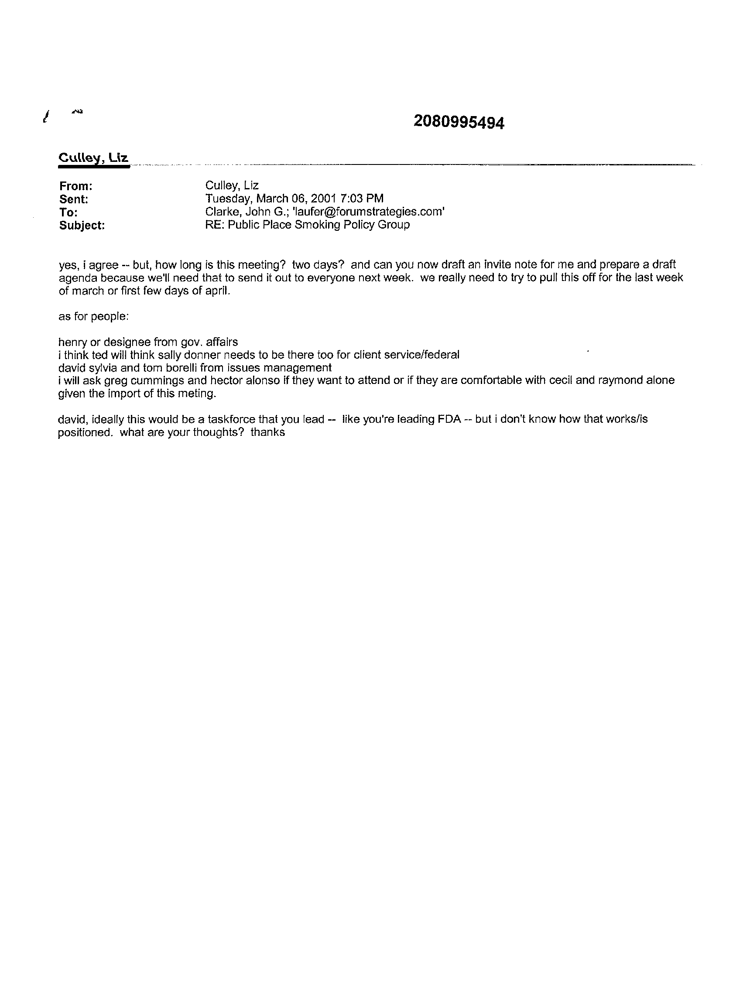 2080995494
Culley, Liz
From: Culley, Liz
Sent: Tuesday, March 06, 2001 7:03 PM
To: Clarke, John G.; 'laufer@forumstrategies.com'
Subject: RE: Public Place Smoking Policy Group
yes, i agree -- but, how long is this meeting? two days? and can you now draft an invite note for me and prepare a draft
agenda because we'll need that to send it out to everyone next week. we really need to try to pull this off for the last week
of march or first few days of april.
as for people:
henry or designee from gov. affairs
i think ted will think sally donner needs to be there too for client service/federal
david sylvia and tom borelli from issues management
i will ask greg cummings and hector alonso if they want to attend or if they are comfortable with cecil and raymond alone
given the import of this meting.
david, ideally this would be a taskforce that you lead -- like you're leading FDA -- but i don't know how that works/is
positioned. what are your thoughts? thanks